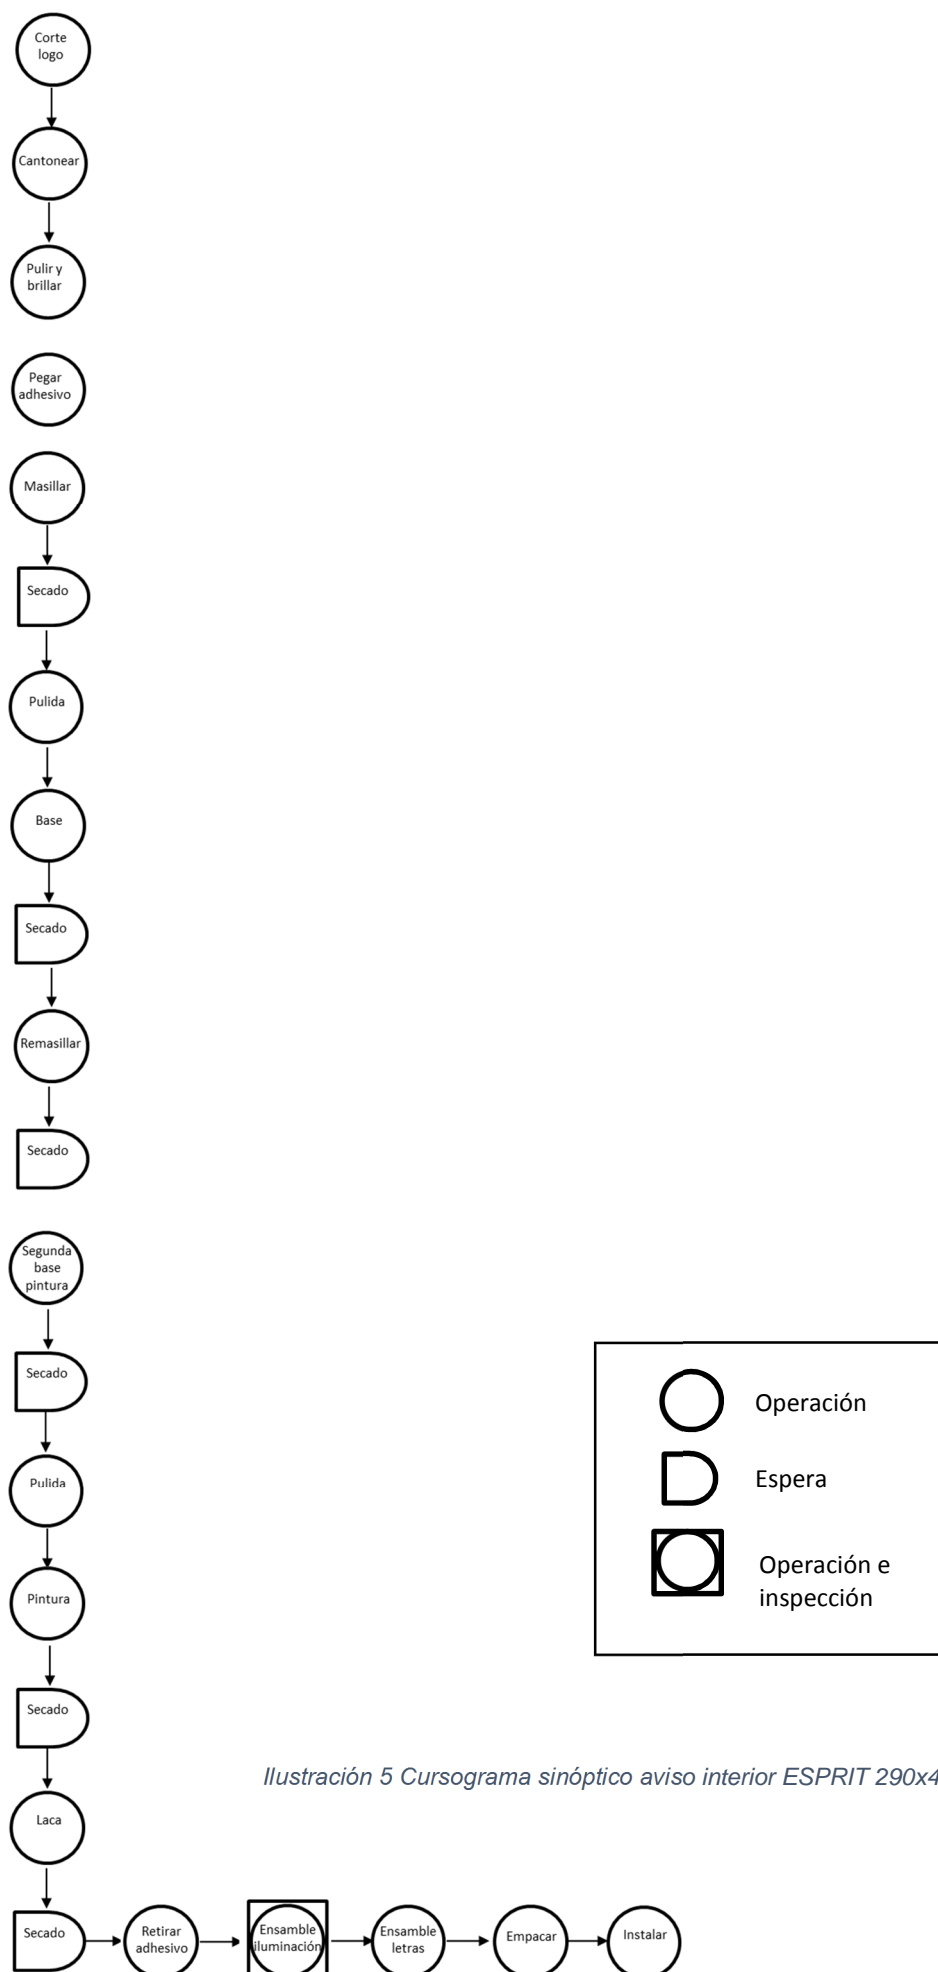 Corte
logo
Cantonear
Pulir y
brillar
Pegar
adhesivo
Masillar
Secado
Pulida
Base
Secado
Remasillar
Secado
Segunda
base
pintura
Secado
Pulida
Pintura
Secado
Laca
Secado
Retirar
adhesivo
Ensamble
iluminación
Ensamble
letras
Empacar
Instalar
Operación
Espera
Operación e
inspección
Ilustración 5 Cursograma sinóptico aviso interior ESPRIT 290x4